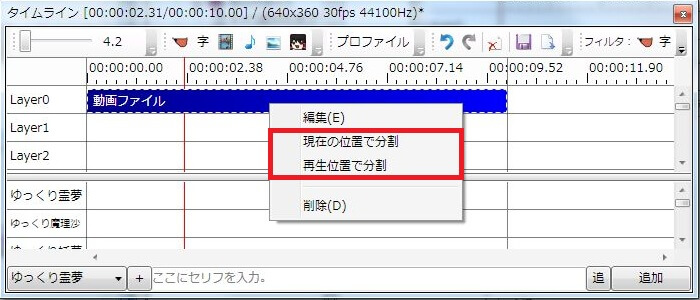 タイムライン [00:00:02.31/00:00:10.00] / (640x360 30fps 44100Hz)*
4.2 字 プロファイル フィルタ： 字
00:00:00.00 00:00:02.38 00:00:04.76 00:00:07.14 00:00:09.52 00:00:11.90
Layer0 動画ファイル
編集(E)
Layer1
現在の位置で分割
Layer2
再生位置で分割
ゆっくり霊夢
削除(D)
ゆっくり魔理沙
ゆっくり霊夢 + ここにセリフを入力。 追 追加